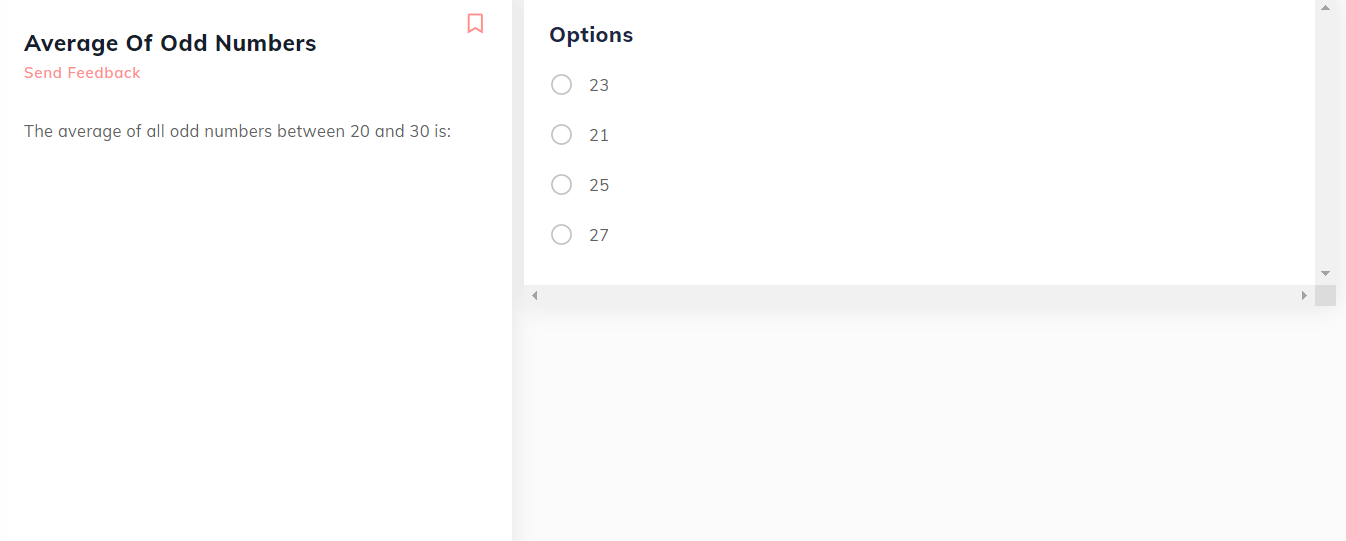 Average Of Odd Numbers
Send Feedback
The average of all odd numbers between 20 and 30 is:
Options
23
21
25
27